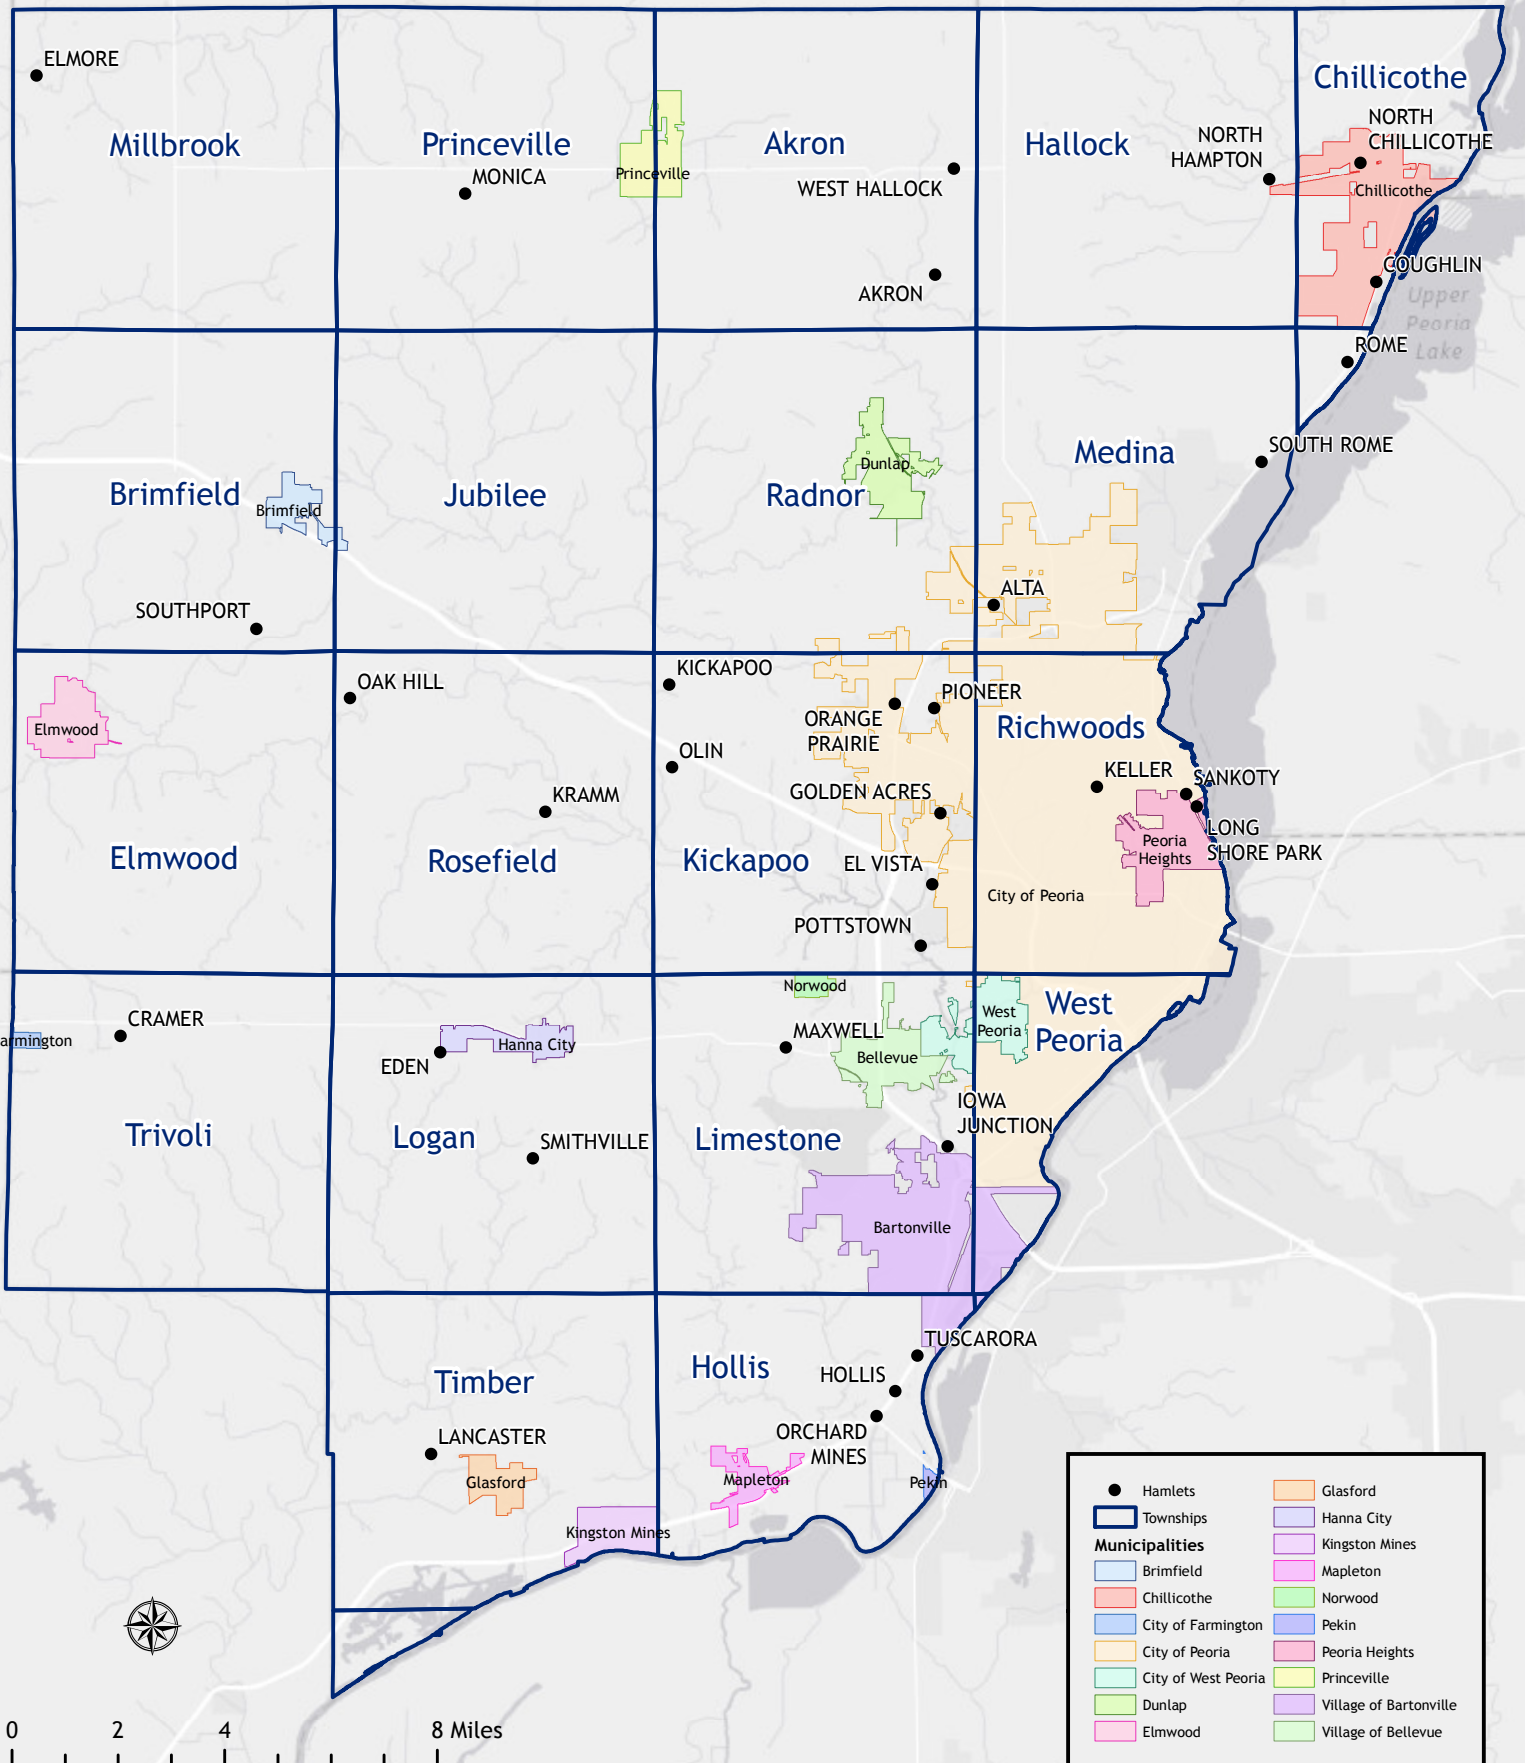 ELMORE
Millbrook
Princeville
MONICA
Princeville
Akron
WEST HALLOCK
AKRON
Hallock
NORTH
HAMPTON
Chillicothe
NORTH
CHILLICOTHE
Chillicothe
COUGHLIN
Upper
Peoria
Lake
ROME
SOUTH ROME
Brimfield
Brimfield
SOUTHPORT
Jubilee
Radnor
Dunlap
Medina
ALTA
Elmwood
Elmwood
OAK HILL
KRAMM
Rosefield
KICKAPOO
OLIN
Kickapoo
ORANGE
PRAIRIE
PIONEER
GOLDEN ACRES
EL VISTA
POTTSTOWN
Richwoods
KELLER
SANKOTY
LONG
SHORE PARK
Peoria
Heights
City of Peoria
armington
CRAMER
Trivoli
EDEN
Hanna City
Logan
SMITHVILLE
Norwood
MAXWELL
Bellevue
West
Peoria
West
Peoria
IOWA
JUNCTION
Limestone
Bartonville
Timber
LANCASTER
Glasford
Kingston Mines
Hollis
TUSCARORA
HOLLIS
ORCHARD
MINES
Mapleton
Pekin
Hamlets
Townships
Municipalities
Brimfield
Chillicothe
City of Farmington
City of Peoria
City of West Peoria
Dunlap
Elmwood
Glasford
Hanna City
Kingston Mines
Mapleton
Norwood
Pekin
Peoria Heights
Princeville
Village of Bartonville
Village of Bellevue
0 2 4 8 Miles